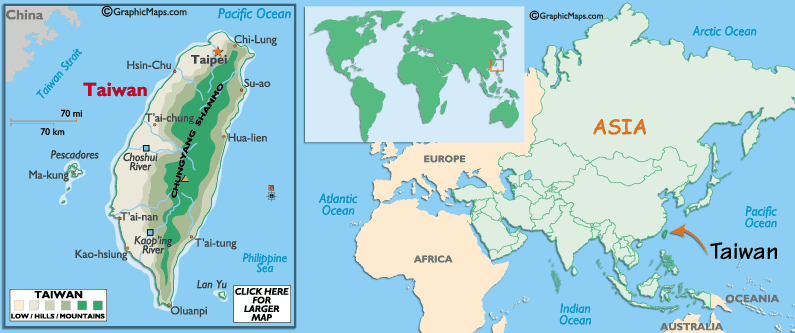 China
©GraphicMaps.com
Pacific Ocean
Taiwan Strait
Chi-Lung
Taipei
Hsin-Chu
Su-ao
Taiwan
70 mi
70 km
T'ai-chung
CHUNGYANG SHANMO
Hua-lien
Pescadores
Choshui
River
Ma-kung
T'ai-nan
Kaop'ing
River
T'ai-tung
Kao-hsiung
Philippine
Sea
Lan Yu
Oluanpi
TAIWAN
LOW / HILLS / MOUNTAINS
CLICK HERE
FOR
LARGER
MAP
©GraphicMaps.com
Arctic Ocean
ASIA
EUROPE
Atlantic
Ocean
Pacific
Ocean
AFRICA
Taiwan
Indian
Ocean
OCEANIA
AUSTRALIA